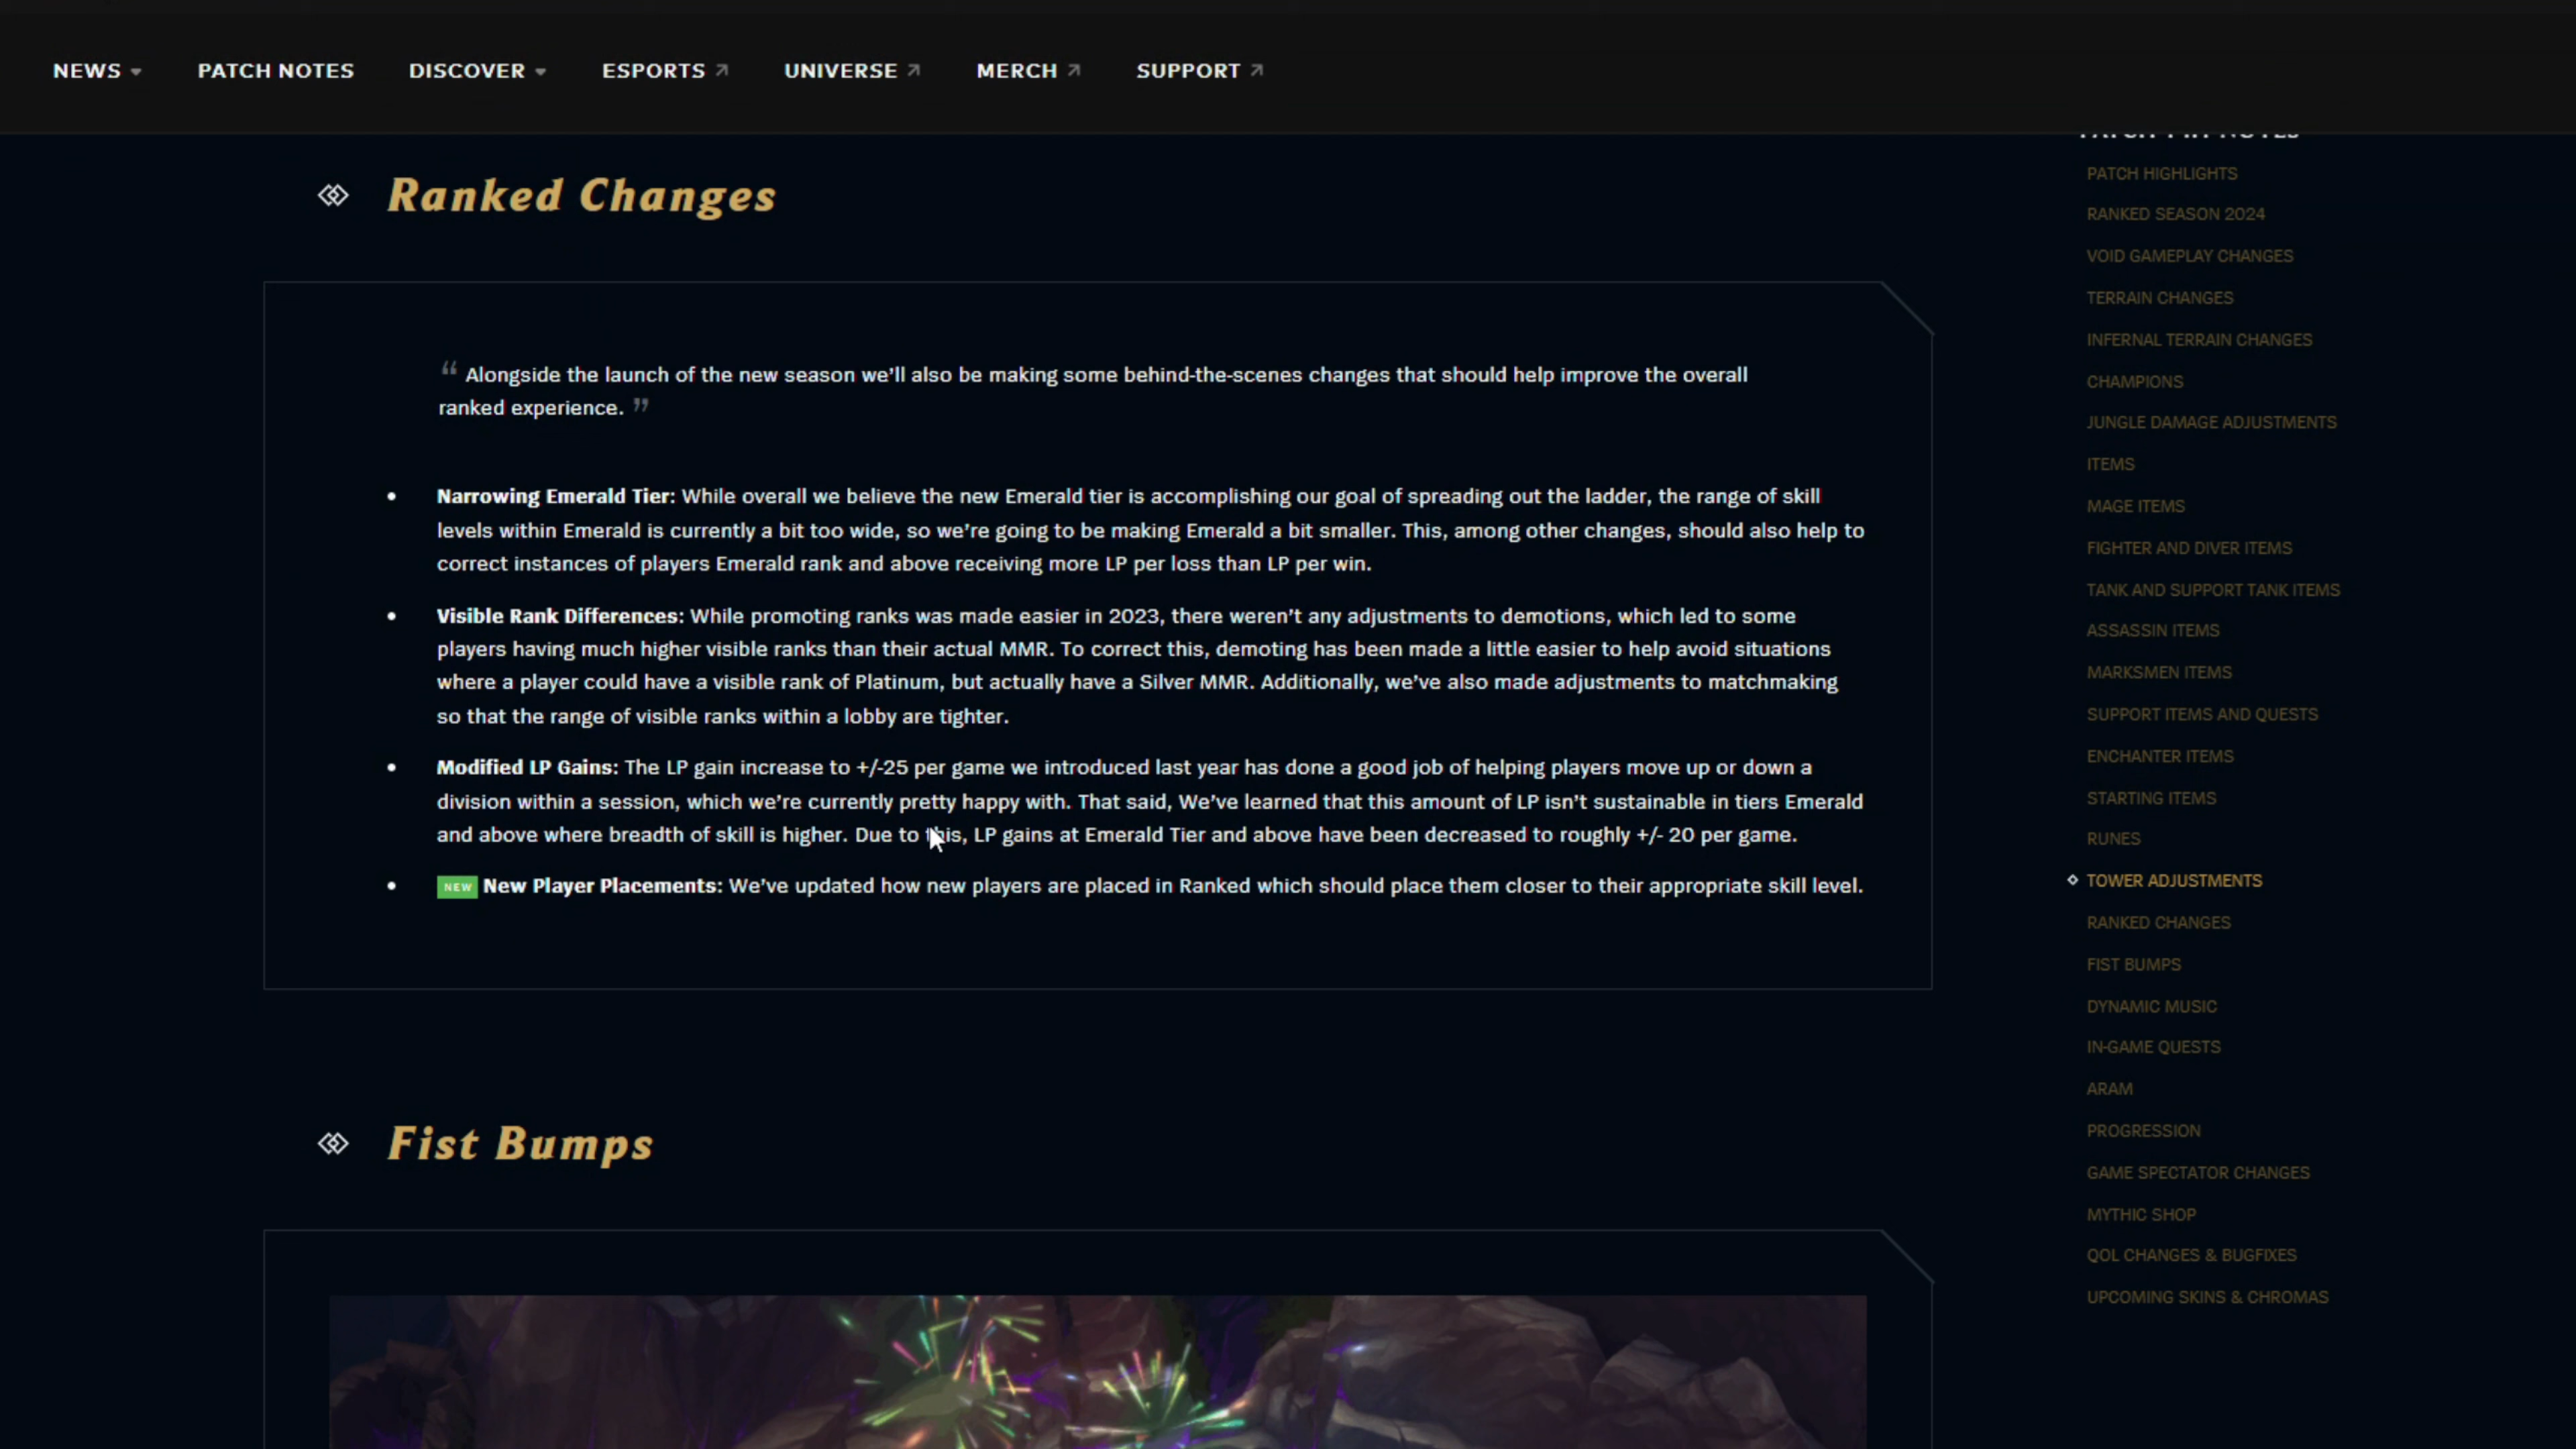 NEWS PATCH NOTES DISCOVER ESPORTS UNIVERSE MERCH SUPPORT
Ranked Changes
“ Alongside the launch of the new season we’ll also be making some behind-the-scenes changes that should help improve the overall
ranked experience. ”
• Narrowing Emerald Tier: While overall we believe the new Emerald tier is accomplishing our goal of spreading out the ladder, the range of skill
levels within Emerald is currently a bit too wide, so we’re going to be making Emerald a bit smaller. This, among other changes, should also help to
correct instances of players Emerald rank and above receiving more LP per loss than LP per win.
• Visible Rank Differences: While promoting ranks was made easier in 2023, there weren’t any adjustments to demotions, which led to some
players having much higher visible ranks than their actual MMR. To correct this, demoting has been made a little easier to help avoid situations
where a player could have a visible rank of Platinum, but actually have a Silver MMR. Additionally, we’ve also made adjustments to matchmaking
so that the range of visible ranks within a lobby are tighter.
• Modified LP Gains: The LP gain increase to +/-25 per game we introduced last year has done a good job of helping players move up or down a
division within a session, which we’re currently pretty happy with. That said, We’ve learned that this amount of LP isn’t sustainable in tiers Emerald
and above where breadth of skill is higher. Due to this, LP gains at Emerald Tier and above have been decreased to roughly +/- 20 per game.
• NEW New Player Placements: We’ve updated how new players are placed in Ranked which should place them closer to their appropriate skill level.
Fist Bumps
PATCH HIGHLIGHTS
RANKED SEASON 2024
VOID GAMEPLAY CHANGES
TERRAIN CHANGES
INFERNAL TERRAIN CHANGES
CHAMPIONS
JUNGLE DAMAGE ADJUSTMENTS
ITEMS
MAGE ITEMS
FIGHTER AND DIVER ITEMS
TANK AND SUPPORT TANK ITEMS
ASSASSIN ITEMS
MARKSMEN ITEMS
SUPPORT ITEMS AND QUESTS
ENCHANTER ITEMS
STARTING ITEMS
RUNES
TOWER ADJUSTMENTS
RANKED CHANGES
FIST BUMPS
DYNAMIC MUSIC
IN-GAME QUESTS
ARAM
PROGRESSION
GAME SPECTATOR CHANGES
MYTHIC SHOP
QOL CHANGES & BUGFIXES
UPCOMING SKINS & CHROMAS